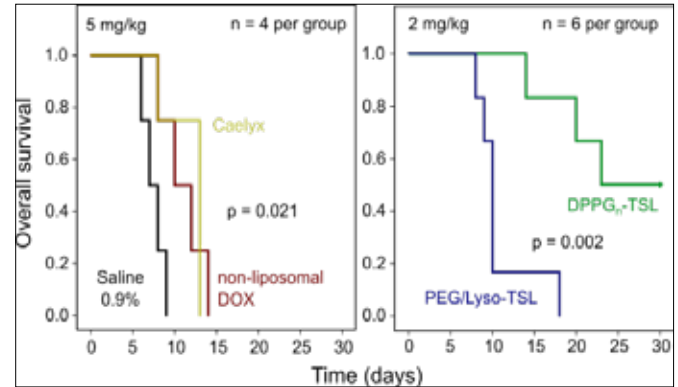 5 mg/kg n = 4 per group
2 mg/kg n = 6 per group
Overall survival
1.0
0.8
0.6
0.4
0.2
0.0
Caelyx
p = 0.021
Saline
0.9%
non-liposomal
DOX
0 5 10 15 20 25 30
1.0
0.8
0.6
0.4
0.2
0.0
DPPGₙ-TSL
p = 0.002
PEG/Lyso-TSL
0 5 10 15 20 25 30
Time (days)